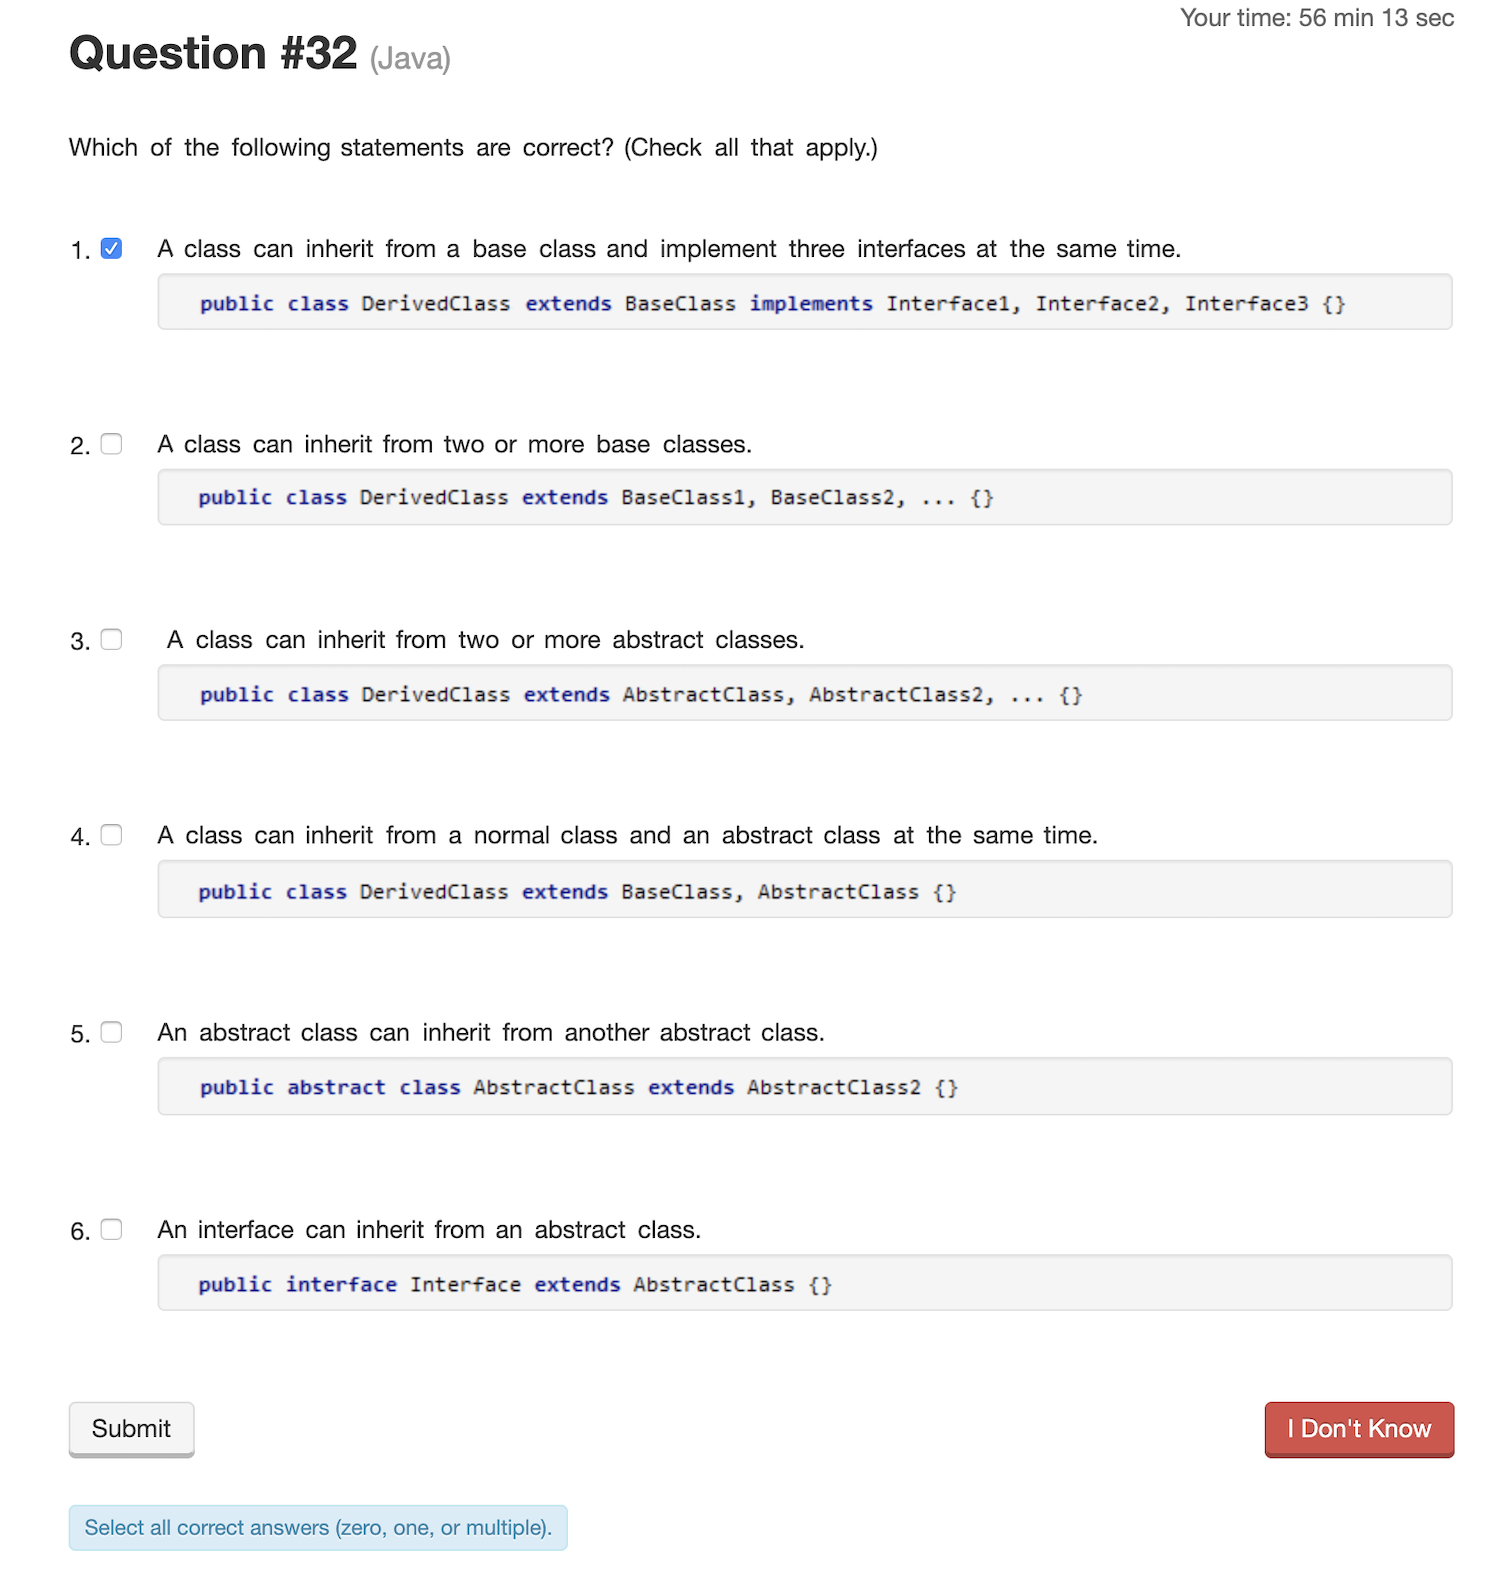 Your time: 56 min 13 sec
Question #32 (Java)
Which of the following statements are correct? (Check all that apply.)
1. A class can inherit from a base class and implement three interfaces at the same time.
public class DerivedClass extends BaseClass implements Interface1, Interface2, Interface3 {}
2. A class can inherit from two or more base classes.
public class DerivedClass extends BaseClass1, BaseClass2, ... {}
3. A class can inherit from two or more abstract classes.
public class DerivedClass extends AbstractClass, AbstractClass2, ... {}
4. A class can inherit from a normal class and an abstract class at the same time.
public class DerivedClass extends BaseClass, AbstractClass {}
5. An abstract class can inherit from another abstract class.
public abstract class AbstractClass extends AbstractClass2 {}
6. An interface can inherit from an abstract class.
public interface Interface extends AbstractClass {}
Submit
I Don't Know
Select all correct answers (zero, one, or multiple).